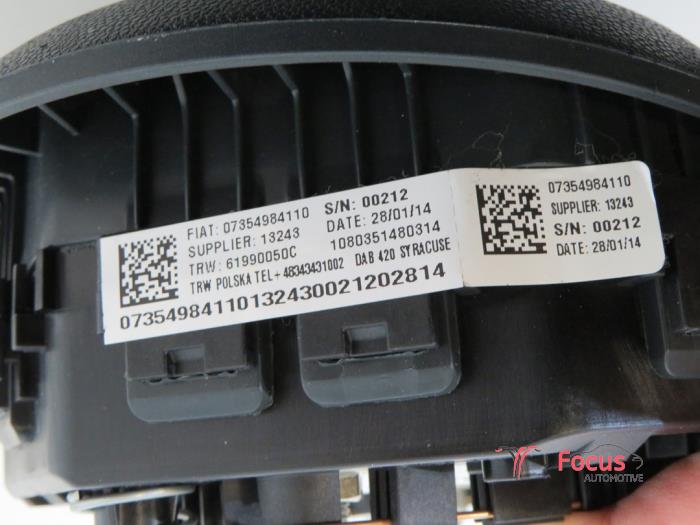 FIAT: 07354984110 S/N: 00212
SUPPLIER: 13243 DATE: 28/01/14
TRW: 61990050C 1080351480314
TRW POLSKA TEL+48343431002 DAB 420 SYRACUSE
07354984110132430021202814
07354984110
SUPPLIER: 13243
S/N: 00212
DATE: 28/01/14
Focus
AUTOMOTIVE